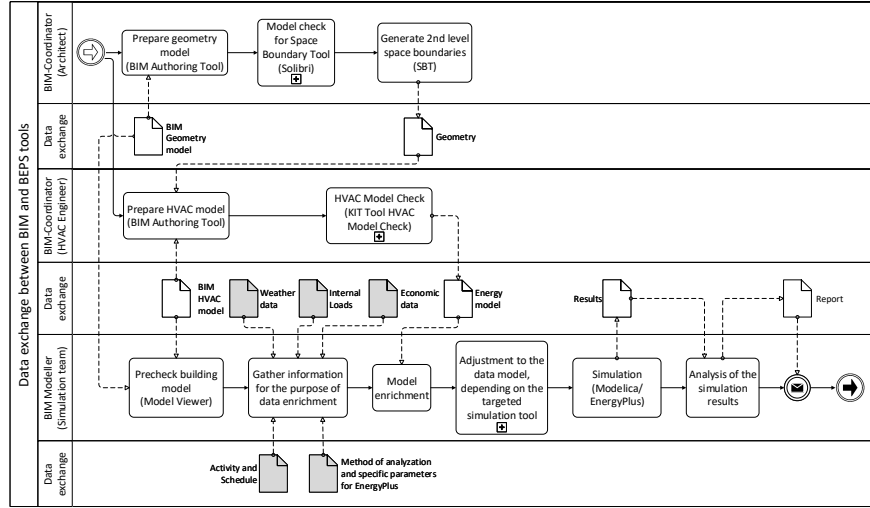 Data exchange between BIM and BEPS tools
BIM-Coordinator
(Architect)
Prepare geometry
model
(BIM Authoring Tool)
Model check
for Space
Boundary Tool
(Solibri)
Generate 2nd level
space boundaries
(SBT)
Data
exchange
BIM
Geometry
model
Geometry
BIM-Coordinator
(HVAC Engineer)
Prepare HVAC model
(BIM Authoring Tool)
HVAC Model Check
(KIT Tool HVAC
Model Check)
Data
exchange
BIM
HVAC
model
Weather
data
Internal
Loads
Economic
data
Energy
model
Results
Report
BIM Modeller
(Simulation team)
Precheck building
model
(Model Viewer)
Gather information
for the purpose of
data enrichment
Model
enrichment
Adjustment to the
data model,
depending on the
targeted
simulation tool
Simulation
(Modelica/
EnergyPlus)
Analysis of the
simulation
results
Data
exchange
Activity and
Schedule
Method of analyzation
and specific parameters
for EnergyPlus